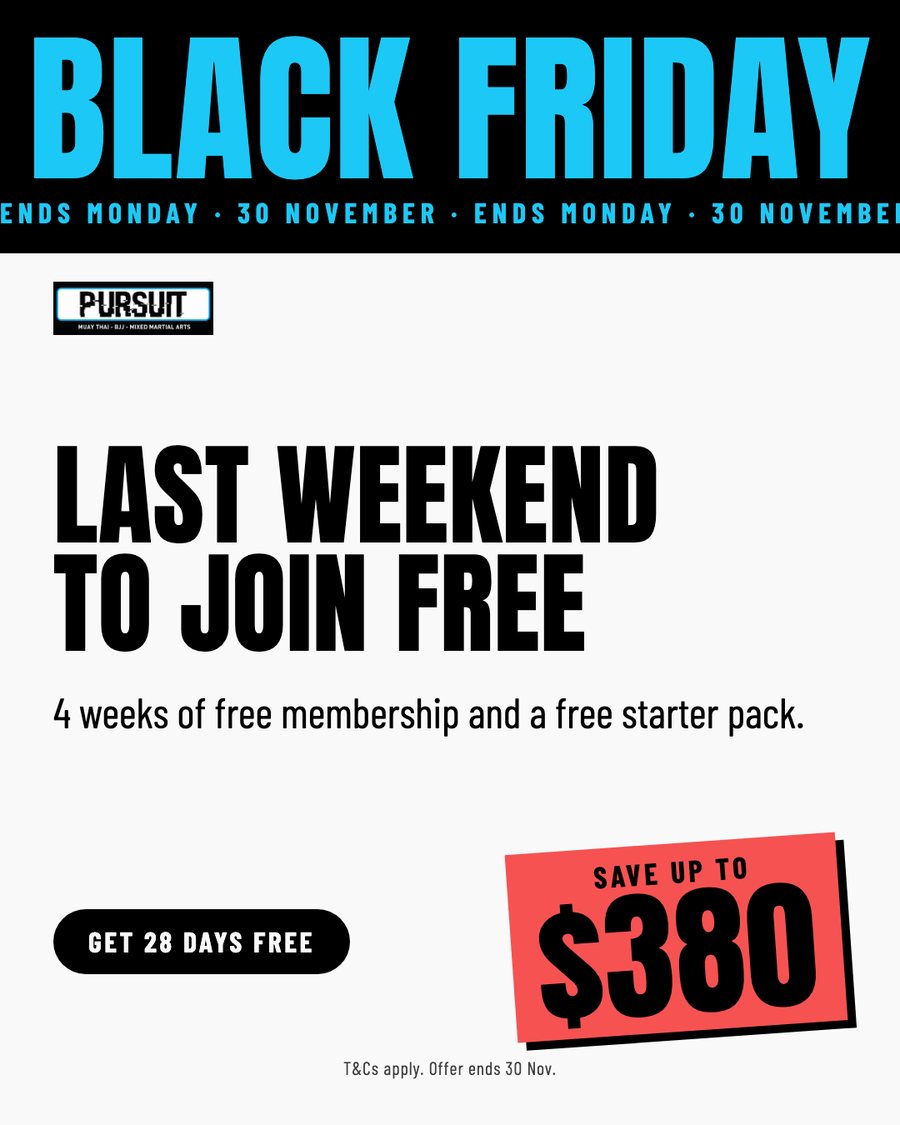 BLACK FRIDAY
ENDS MONDAY · 30 NOVEMBER · ENDS MONDAY · 30 NOVEMBER
PURSUIT
MUAY THAI - BJJ - MIXED MARTIAL ARTS
LAST WEEKEND
TO JOIN FREE
4 weeks of free membership and a free starter pack.
SAVE UP TO
$380
GET 28 DAYS FREE
T&Cs apply. Offer ends 30 Nov.